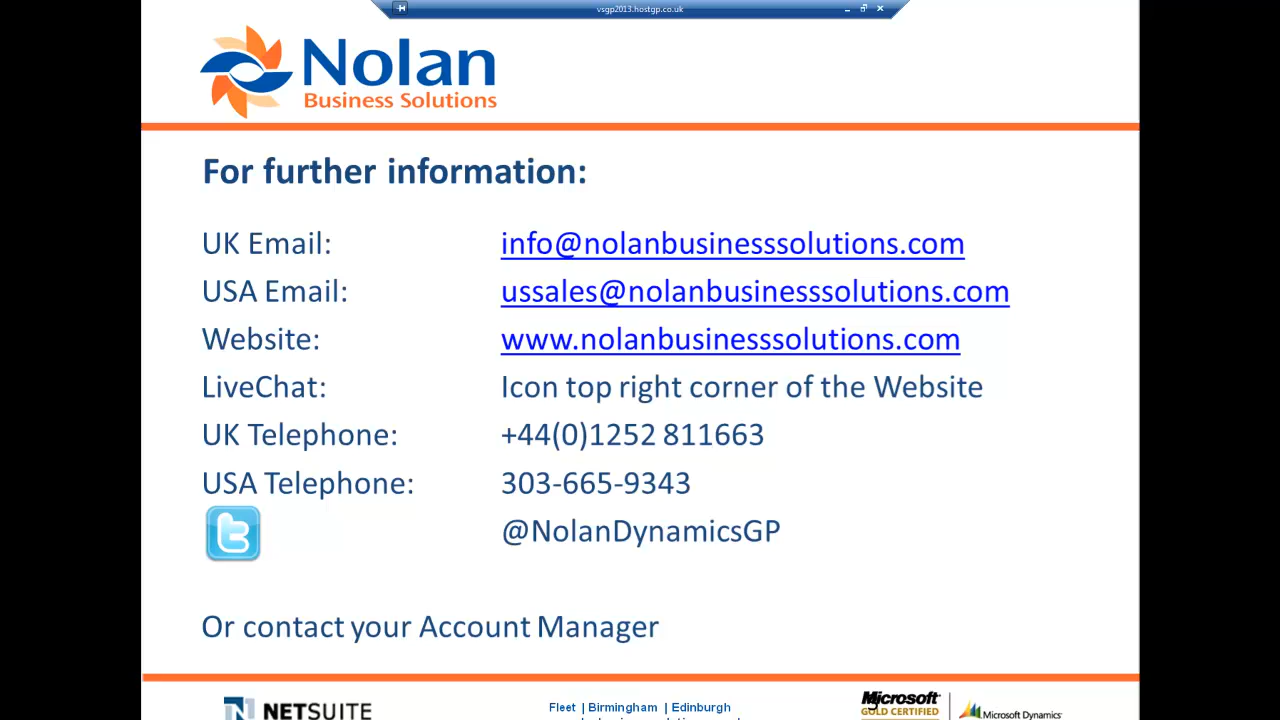 vsgp2013.hostgp.co.uk
Nolan
Business Solutions
For further information:
UK Email: info@nolanbusinesssolutions.com
USA Email: ussales@nolanbusinesssolutions.com
Website: www.nolanbusinesssolutions.com
LiveChat: Icon top right corner of the Website
UK Telephone: +44(0)1252 811663
USA Telephone: 303-665-9343
@NolanDynamicsGP
Or contact your Account Manager
NETSUITE Fleet | Birmingham | Edinburgh Microsoft
GOLD CERTIFIED Microsoft Dynamics